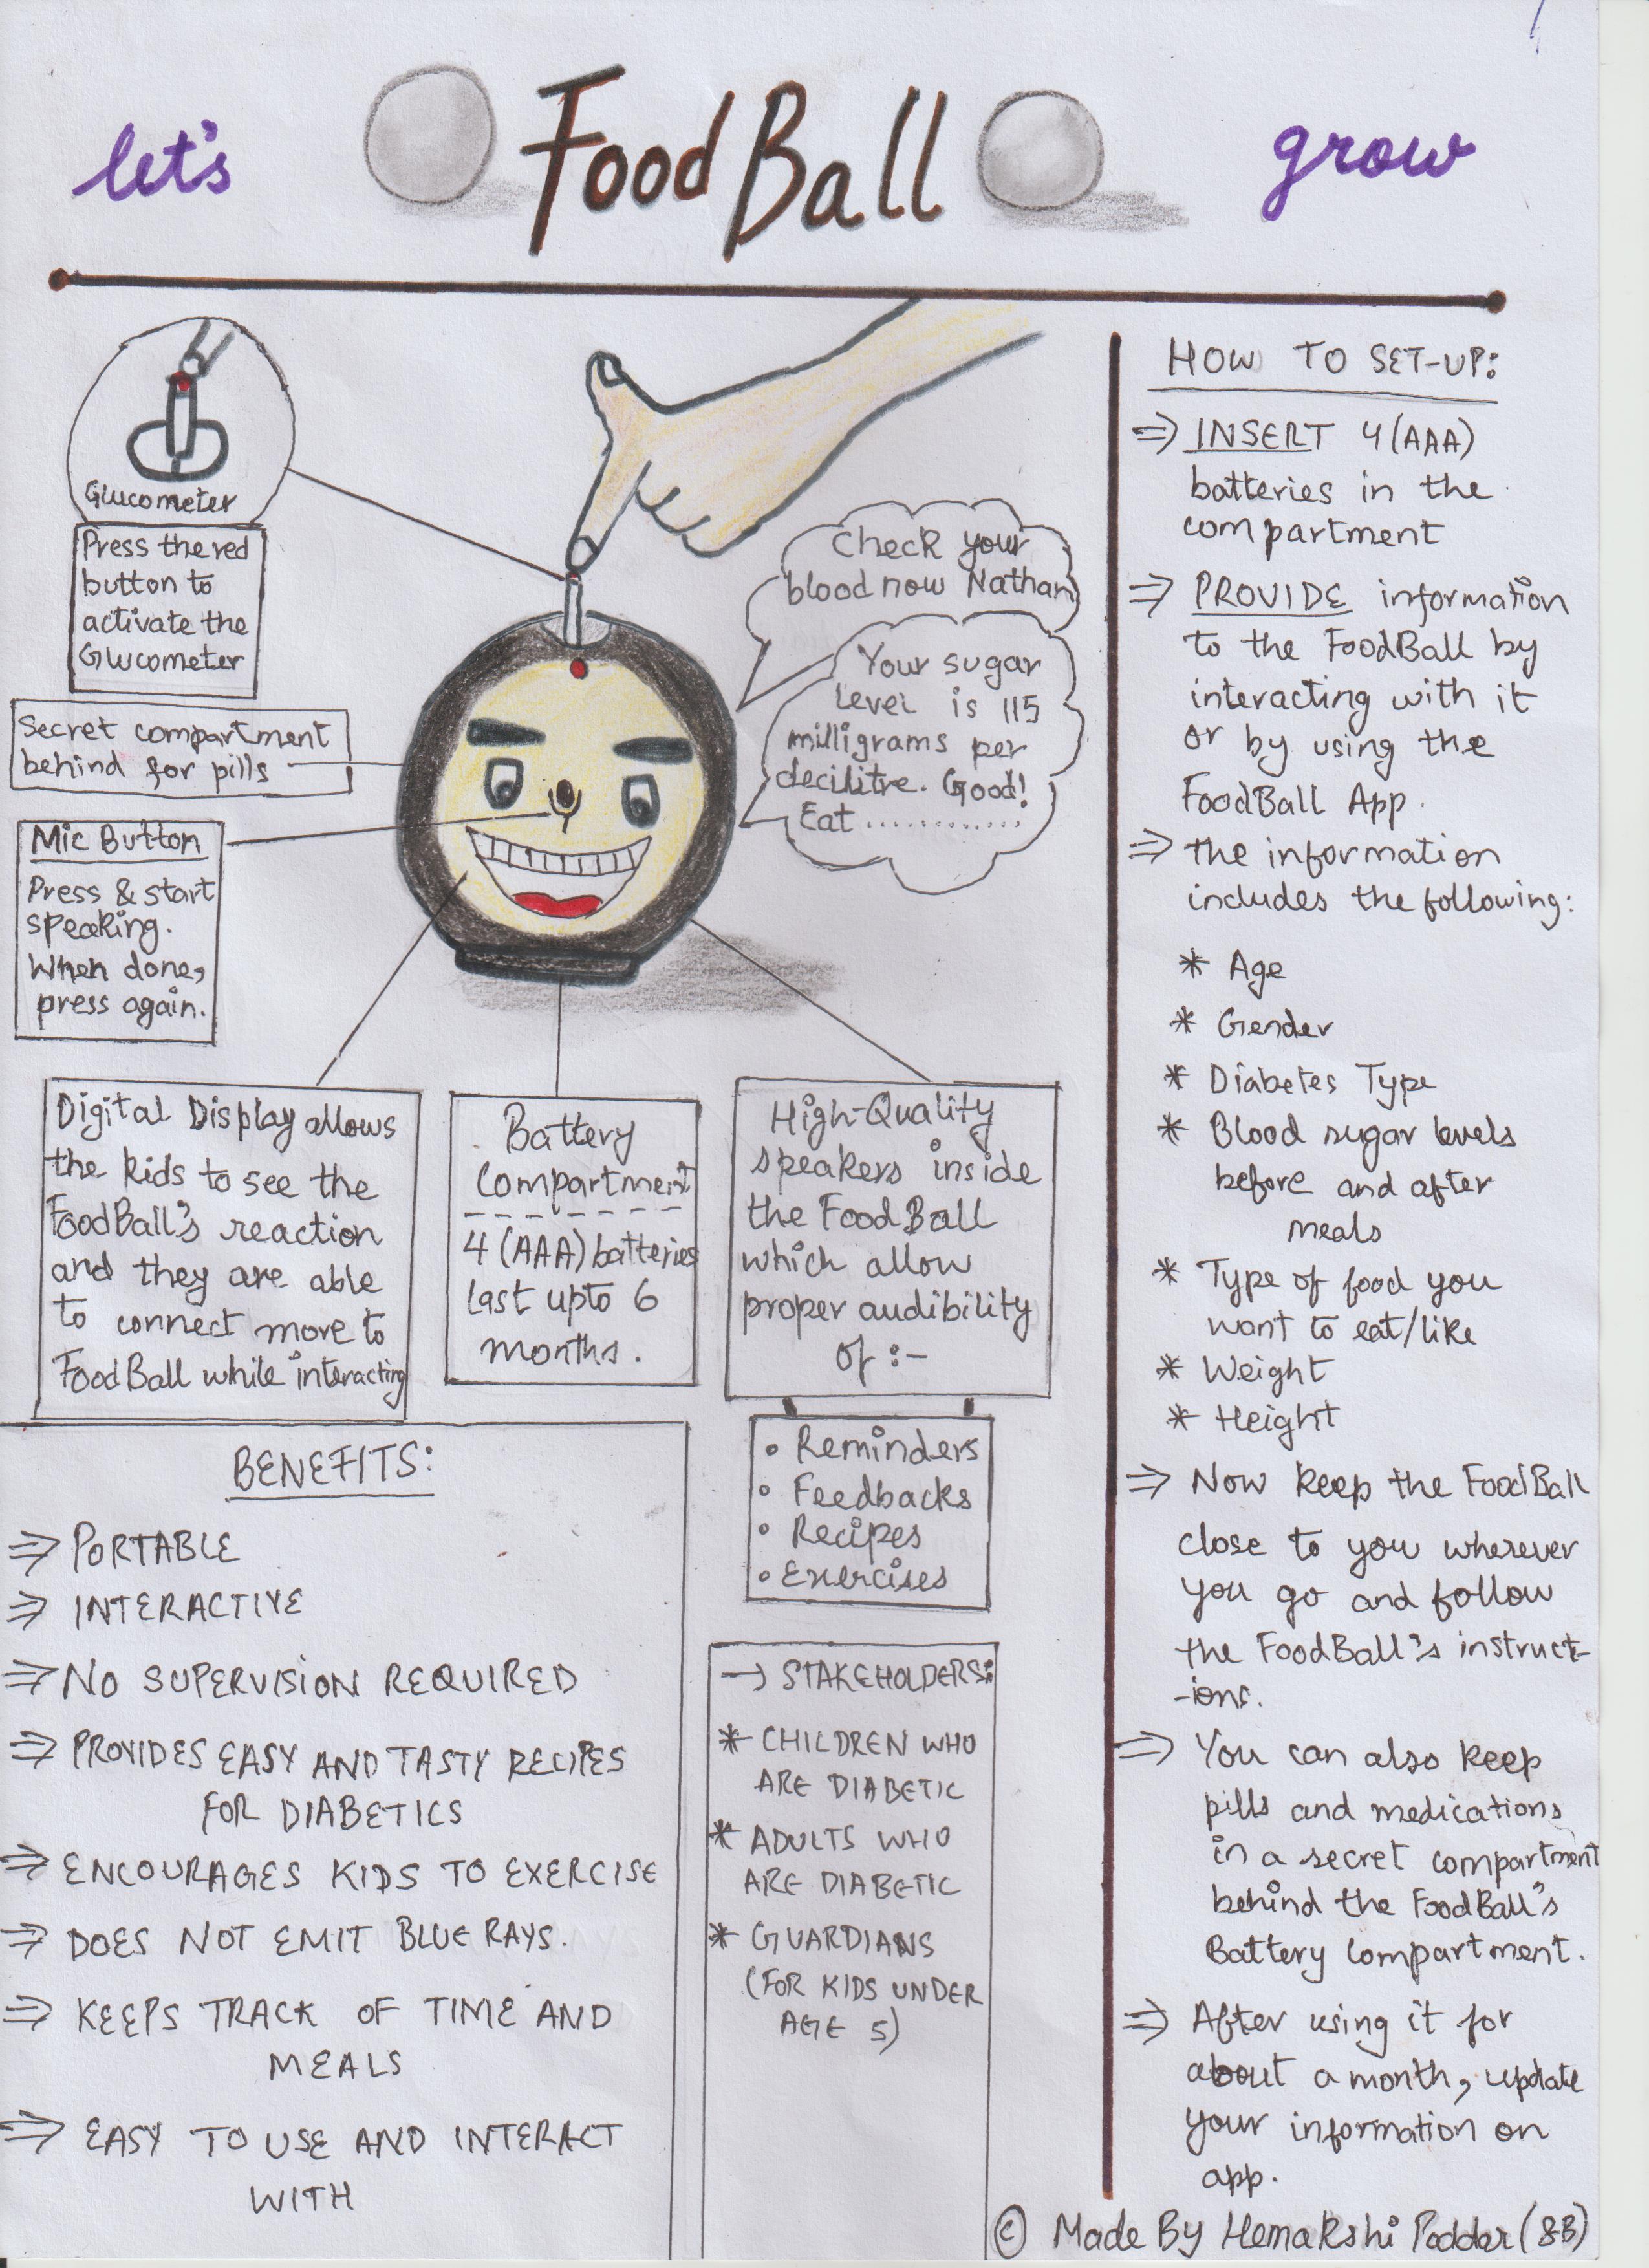 let's
FoodBall
grow
Glucometer
Press the red
button to
activate the
Glucometer
Secret compartment
behind for pills
Mic Button
Press & start
speaking.
When done,
press again.
Check your
blood now Nathan
Your sugar
level is 115
milligrams per
decilitre. Good!
Eat .............
Digital Display allows
the kids to see the
FoodBall's reaction
and they are able
to connect more to
FoodBall while interacting
Battery
Compartment
4 (AAA) batteries
last upto 6
months.
High-Quality
speakers inside
the FoodBall
which allow
proper audibility
of :-
• Reminders
• Feedbacks
• Recipes
• Exercises
BENEFITS:
⇒ PORTABLE
⇒ INTERACTIVE
⇒ NO SUPERVISION REQUIRED
⇒ PROVIDES EASY AND TASTY RECIPES
FOR DIABETICS
⇒ ENCOURAGES KIDS TO EXERCISE
⇒ DOES NOT EMIT BLUE RAYS.
⇒ KEEPS TRACK OF TIME AND
MEALS
⇒ EASY TO USE AND INTERACT
WITH
→ STAKEHOLDERS:
* CHILDREN WHO
ARE DIABETIC
* ADULTS WHO
ARE DIABETIC
* GUARDIANS
(FOR KIDS UNDER
AGE 5)
HOW TO SET-UP:
⇒ INSERT 4 (AAA)
batteries in the
compartment
⇒ PROVIDE information
to the FoodBall by
interacting with it
or by using the
FoodBall App.
⇒ the information
includes the following:
* Age
* Gender
* Diabetes Type
* Blood sugar levels
before and after
meals
* Type of food you
want to eat/like
* Weight
* Height
⇒ Now keep the FoodBall
close to you wherever
you go and follow
the FoodBall's instruct-
-ions.
⇒ You can also keep
pills and medications
in a secret compartment
behind the FoodBall's
Battery Compartment.
⇒ After using it for
about a month, update
your information on
app.
© Made By Hemakshi Poddar (8B)